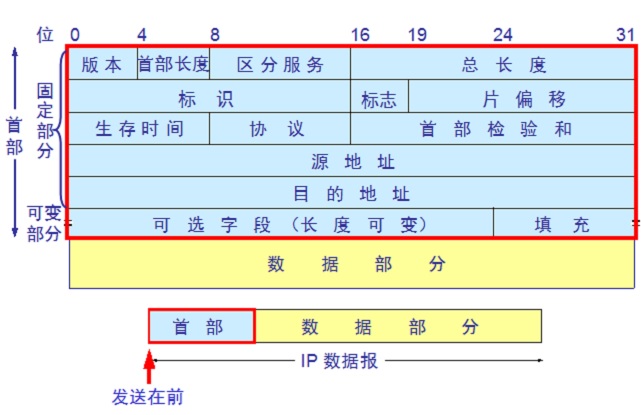 位 0 4 8 16 19 24 31
版本 首部长度 区分服务 总长度
标识 标志 片偏移
生存时间 协议 首部检验和
源地址
目的地址
可选字段（长度可变） 填充
数据部分
首部
固定部分
可变部分
首部 数据部分
IP 数据报
发送在前